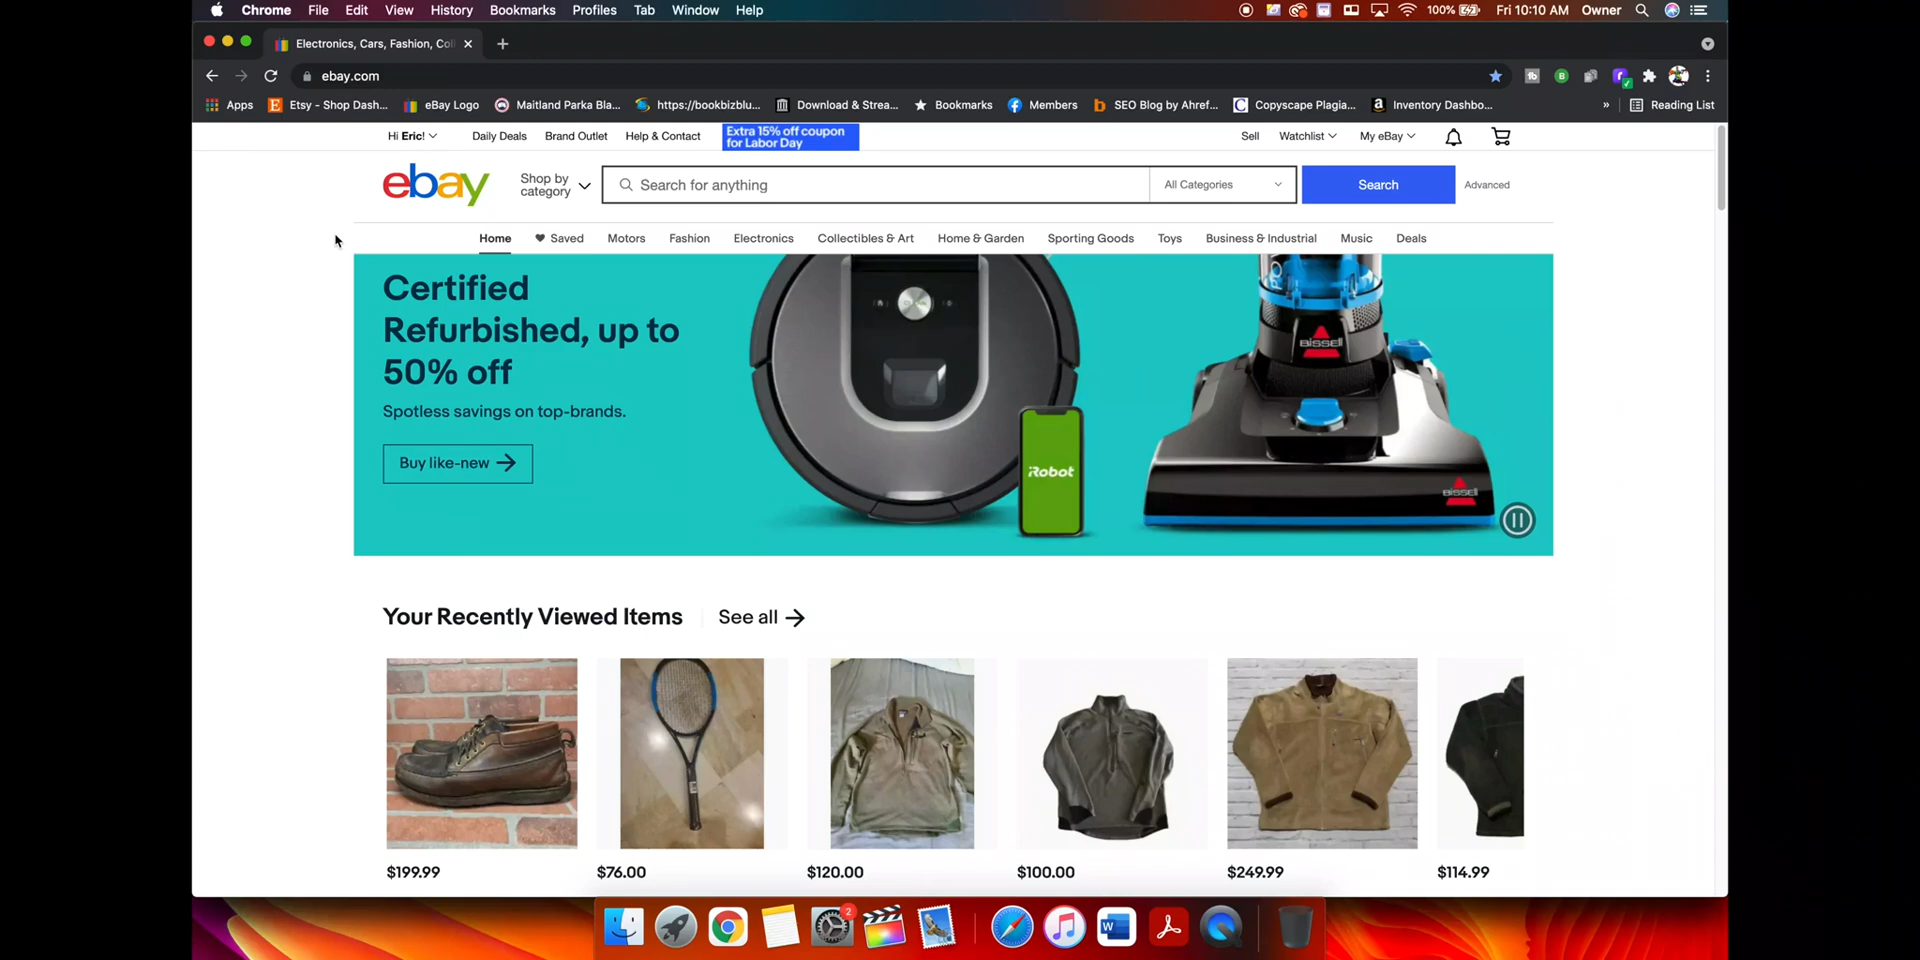 Chrome File Edit View History Bookmarks Profiles Tab Window Help 100% Fri 10:10 AM Owner
Electronics, Cars, Fashion, Col
ebay.com
Apps Etsy - Shop Dash... eBay Logo Maitland Parka Bla... https://bookbizblu... Download & Strea... Bookmarks Members SEO Blog by Ahref... Copyscape Plagia... Inventory Dashbo... » Reading List
Hi Eric! Daily Deals Brand Outlet Help & Contact Extra 15% off coupon
for Labor Day
Sell Watchlist My eBay
ebay Shop by
category
Search for anything All Categories Search Advanced
Home Saved Motors Fashion Electronics Collectibles & Art Home & Garden Sporting Goods Toys Business & Industrial Music Deals
Certified
Refurbished, up to
50% off
Spotless savings on top-brands.
Buy like-new
iRobot
BISSELL
BISSELL
Your Recently Viewed Items See all
$199.99 $76.00 $120.00 $100.00 $249.99 $114.99
2
W